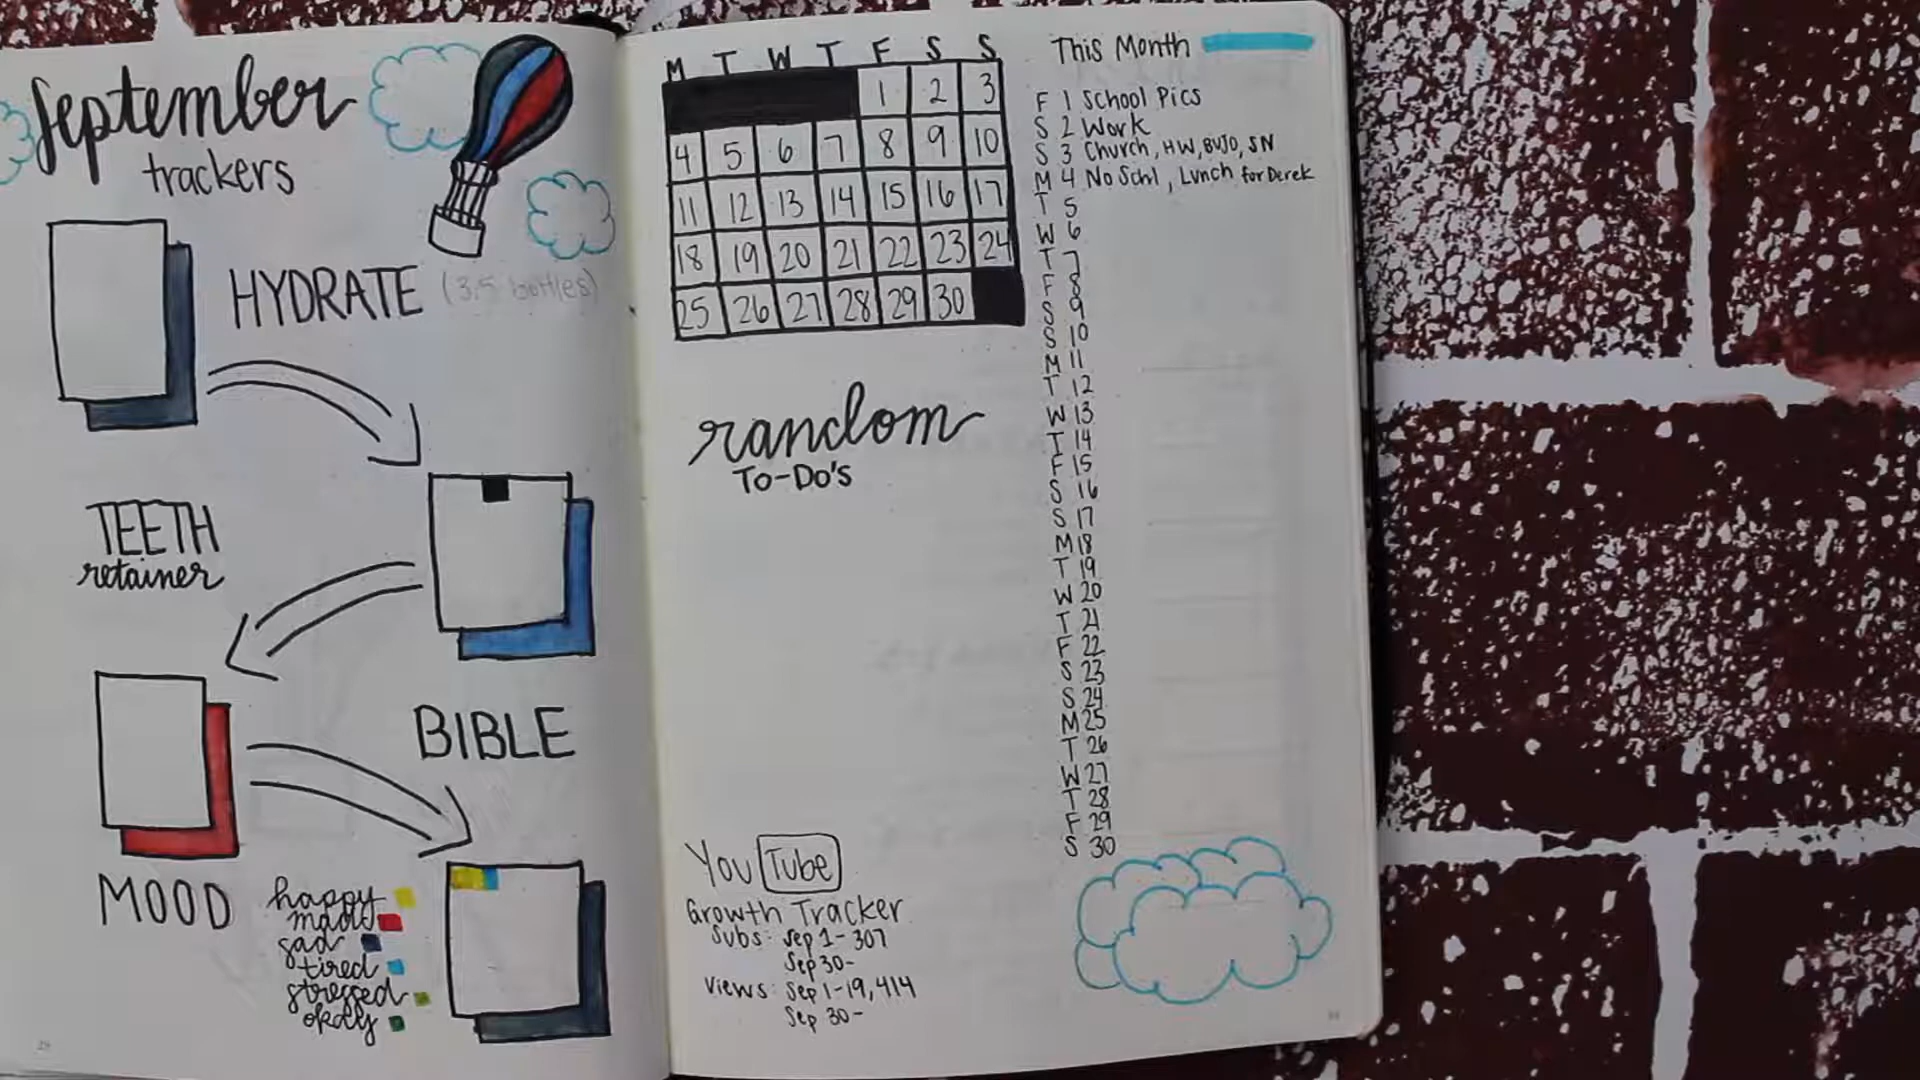 September
trackers
HYDRATE (3.5 bottles)
TEETH
retainer
BIBLE
MOOD
happy
mad
sad
tired
stressed
okay
M T W T F S S
1 2 3
4 5 6 7 8 9 10
11 12 13 14 15 16 17
18 19 20 21 22 23 24
25 26 27 28 29 30
random
To-Do's
You Tube
Growth Tracker
Subs: Sep 1- 307
Sep 30-
Views: Sep 1-19,414
Sep 30-
This Month
F 1 School Pics
S 2 Work
S 3 Church, HW, BUJO, SN
M 4 No Schl, Lunch for Derek
T 5
W 6
T 7
F 8
S 9
S 10
M 11
T 12
W 13
T 14
F 15
S 16
S 17
M 18
T 19
W 20
T 21
F 22
S 23
S 24
M 25
T 26
W 27
T 28
F 29
S 30